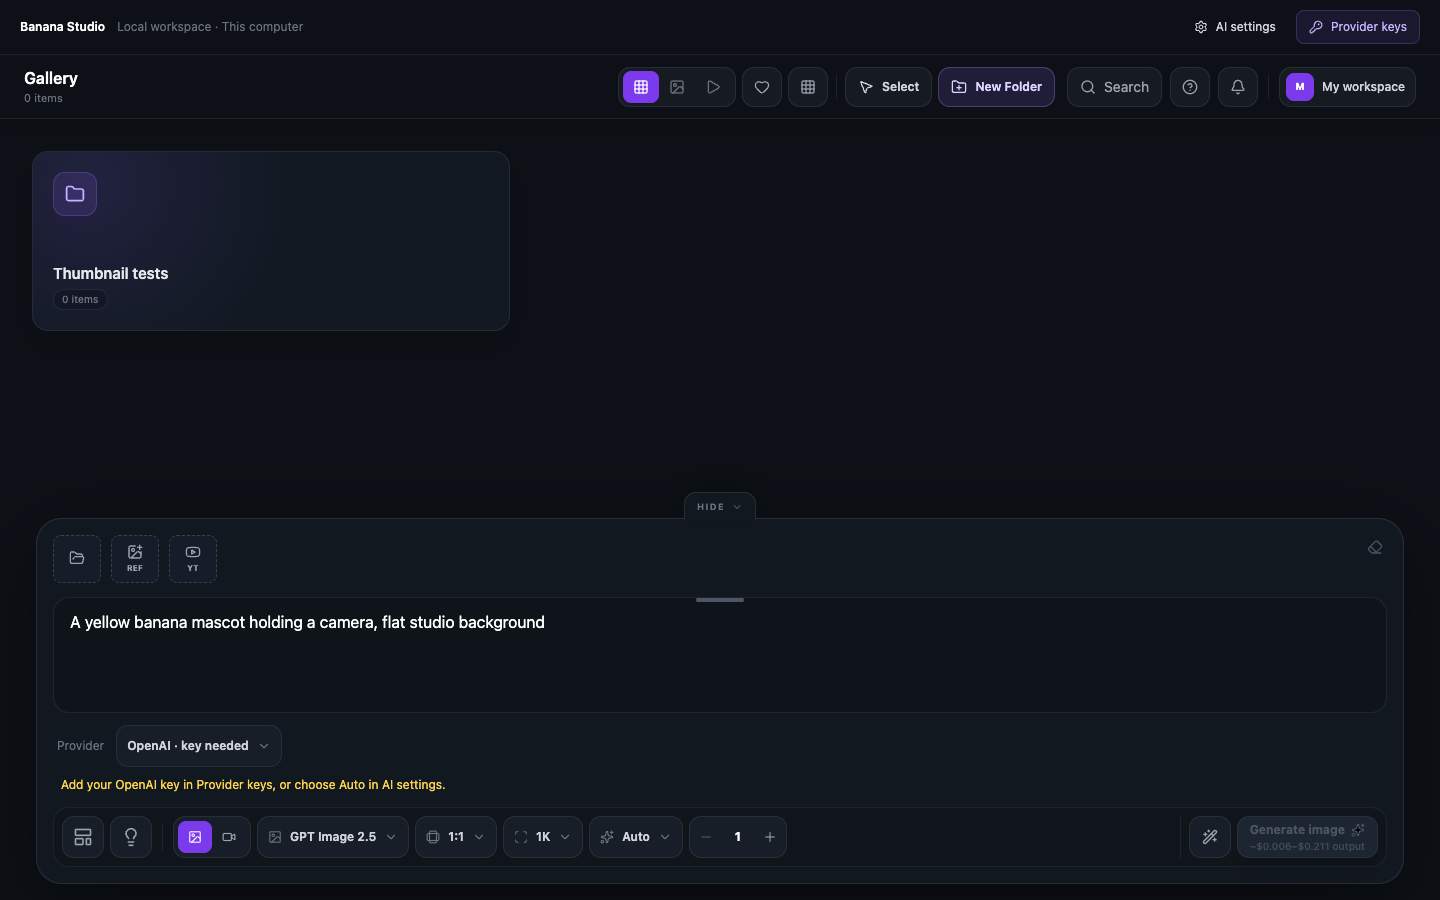 Banana Studio Local workspace · This computer
AI settings
Provider keys
Gallery
0 items
Select
New Folder
Search
M
My workspace
Thumbnail tests
0 items
HIDE
REF
YT
A yellow banana mascot holding a camera, flat studio background
Provider
OpenAI · key needed
Add your OpenAI key in Provider keys, or choose Auto in AI settings.
GPT Image 2.5
1:1
1K
Auto
1
Generate image
~$0.006–$0.211 output